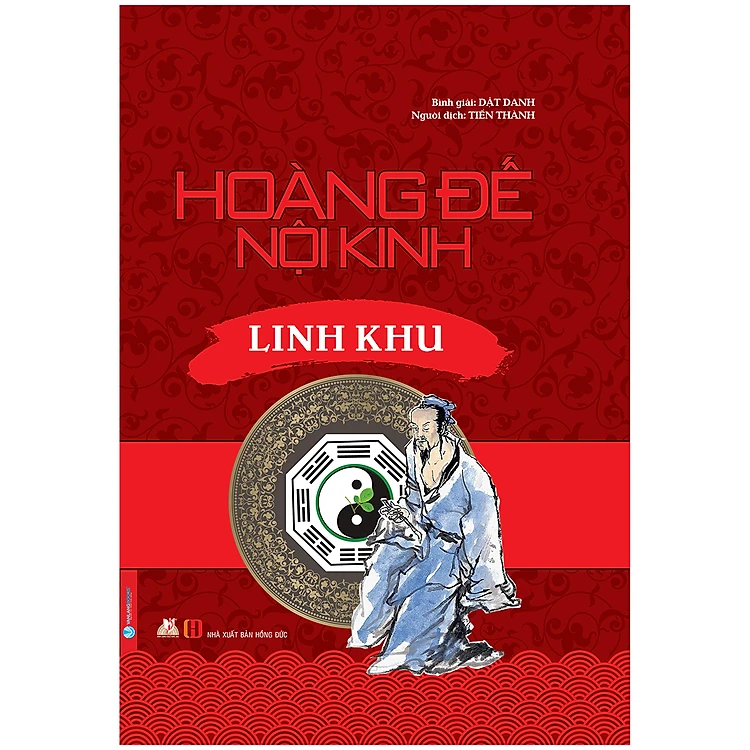 Bình giải: DẬT DANH
Người dịch: TIẾN THÀNH
HOÀNG ĐẾ
NỘI KINH
LINH KHU
NHÀ XUẤT BẢN HỒNG ĐỨC
VANLANGBOOKS